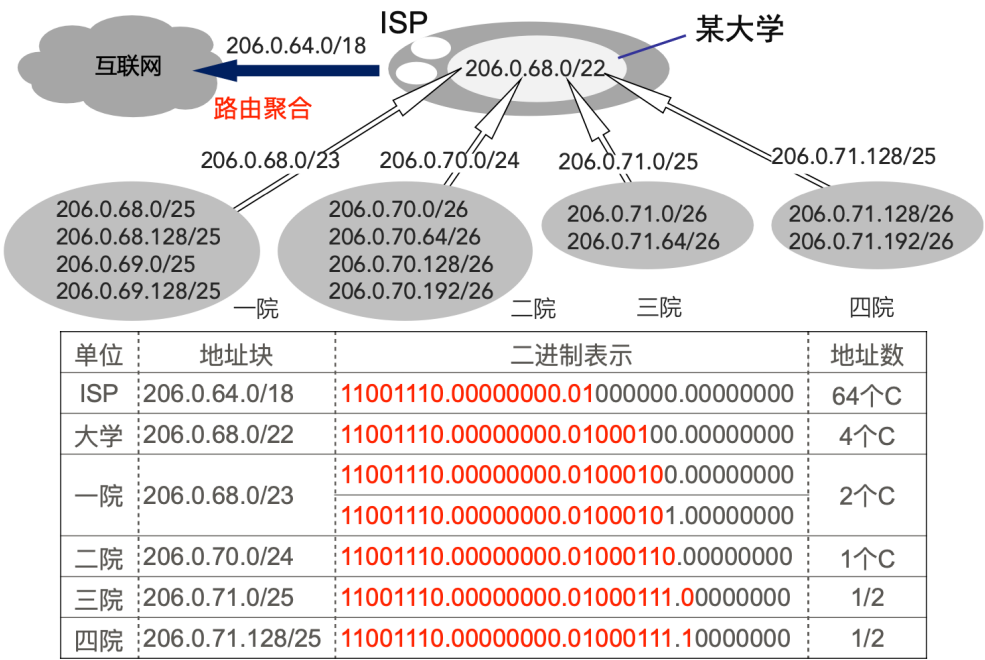 ISP
某大学
206.0.64.0/18
互联网
206.0.68.0/22
路由聚合
206.0.68.0/23
206.0.70.0/24
206.0.71.0/25
206.0.71.128/25
206.0.68.0/25
206.0.68.128/25
206.0.69.0/25
206.0.69.128/25
一院
206.0.70.0/26
206.0.70.64/26
206.0.70.128/26
206.0.70.192/26
二院
206.0.71.0/26
206.0.71.64/26
三院
206.0.71.128/26
206.0.71.192/26
四院
单位 地址块 二进制表示 地址数
ISP 206.0.64.0/18 11001110.00000000.01000000.00000000 64个C
大学 206.0.68.0/22 11001110.00000000.01000100.00000000 4个C
一院 206.0.68.0/23 11001110.00000000.01000100.00000000 2个C
11001110.00000000.01000101.00000000
二院 206.0.70.0/24 11001110.00000000.01000110.00000000 1个C
三院 206.0.71.0/25 11001110.00000000.01000111.00000000 1/2
四院 206.0.71.128/25 11001110.00000000.01000111.10000000 1/2